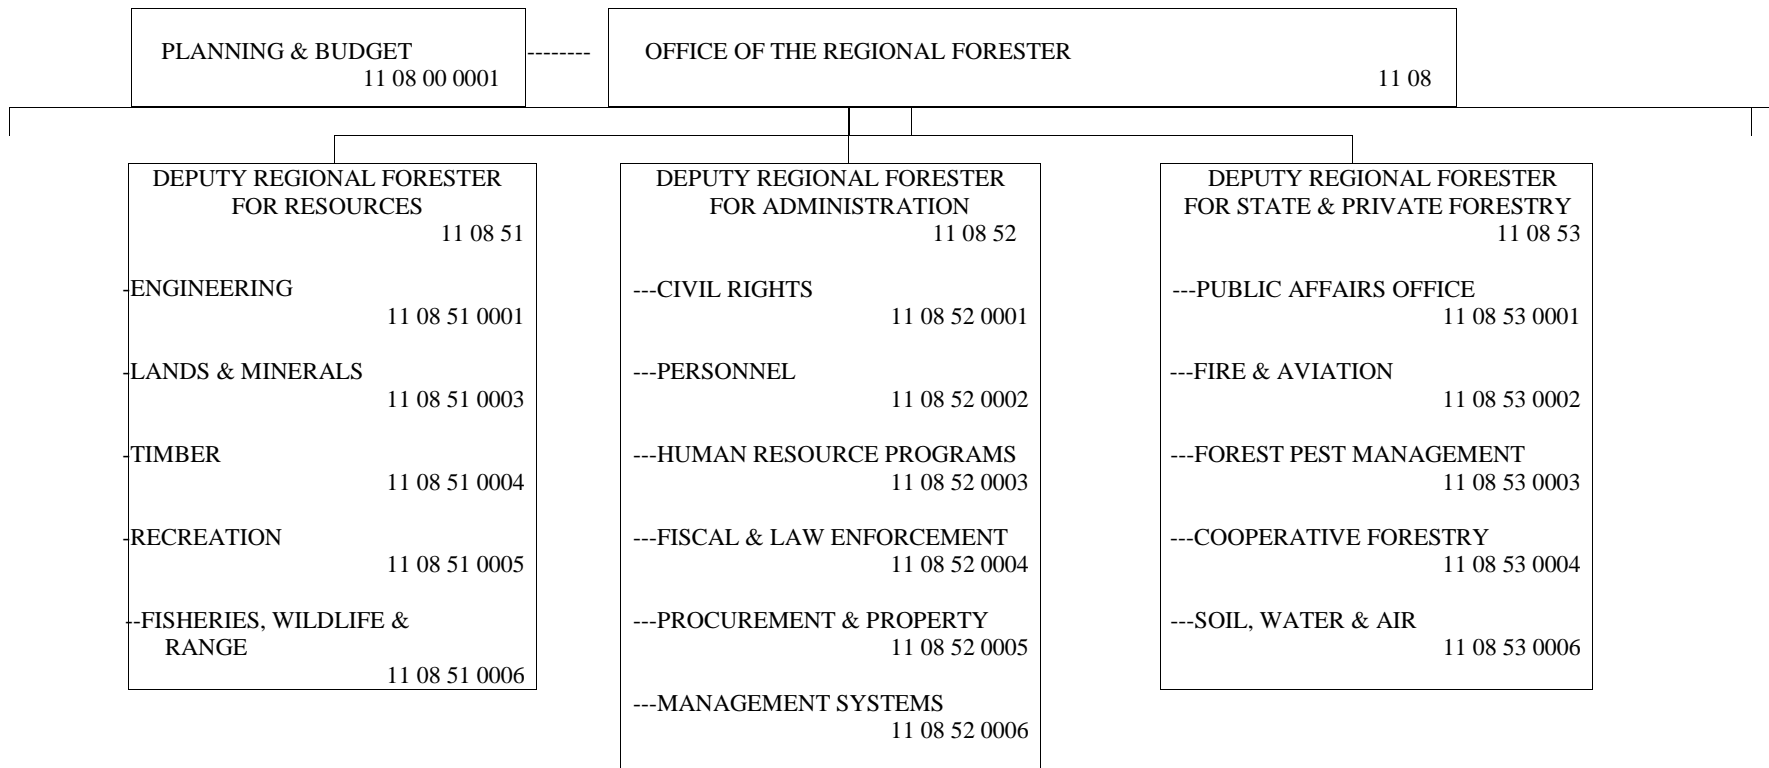 PLANNING & BUDGET
11 08 00 0001
--------
OFFICE OF THE REGIONAL FORESTER
11 08
DEPUTY REGIONAL FORESTER
FOR RESOURCES
11 08 51
-ENGINEERING
11 08 51 0001
-LANDS & MINERALS
11 08 51 0003
-TIMBER
11 08 51 0004
-RECREATION
11 08 51 0005
--FISHERIES, WILDLIFE &
RANGE
11 08 51 0006
DEPUTY REGIONAL FORESTER
FOR ADMINISTRATION
11 08 52
---CIVIL RIGHTS
11 08 52 0001
---PERSONNEL
11 08 52 0002
---HUMAN RESOURCE PROGRAMS
11 08 52 0003
---FISCAL & LAW ENFORCEMENT
11 08 52 0004
---PROCUREMENT & PROPERTY
11 08 52 0005
---MANAGEMENT SYSTEMS
11 08 52 0006
DEPUTY REGIONAL FORESTER
FOR STATE & PRIVATE FORESTRY
11 08 53
---PUBLIC AFFAIRS OFFICE
11 08 53 0001
---FIRE & AVIATION
11 08 53 0002
---FOREST PEST MANAGEMENT
11 08 53 0003
---COOPERATIVE FORESTRY
11 08 53 0004
---SOIL, WATER & AIR
11 08 53 0006